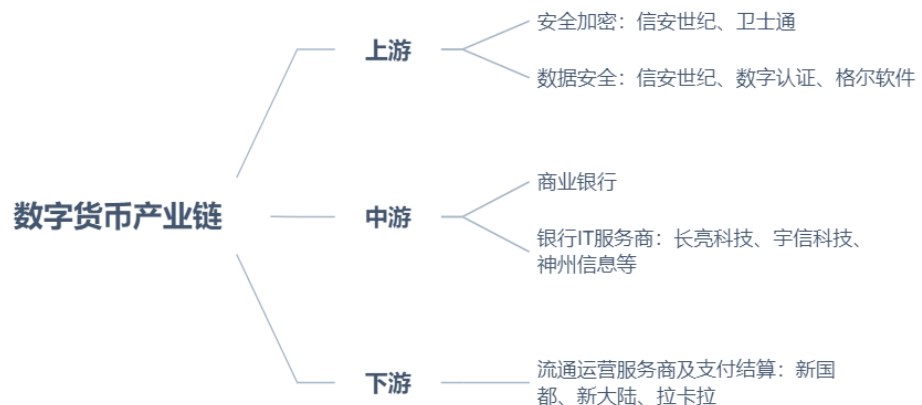 数字货币产业链
上游
安全加密：信安世纪、卫士通
数据安全：信安世纪、数字认证、格尔软件
中游
商业银行
银行IT服务商：长亮科技、宇信科技、
神州信息等
下游
流通运营服务商及支付结算：新国
都、新大陆、拉卡拉